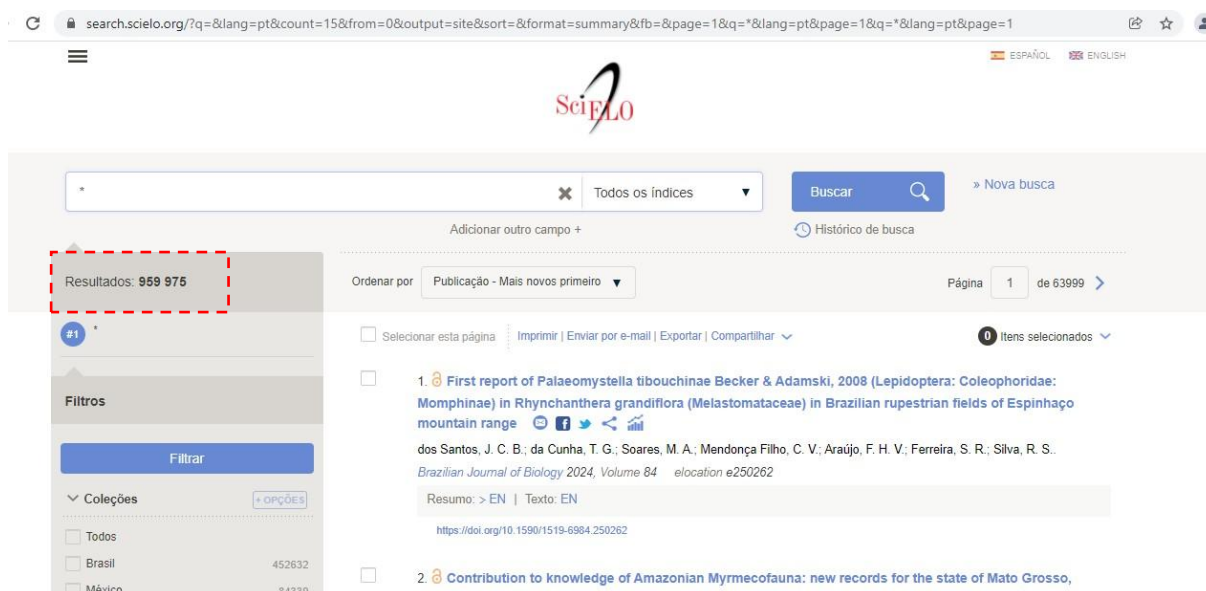 search.scielo.org/?q=&lang=pt&count=15&from=0&output=site&sort=&format=summary&fb=&page=1&q=*&lang=pt&page=1&q=*&lang=pt&page=1
ESPAÑOL ENGLISH
SciELO
* Todos os índices Buscar » Nova busca
Adicionar outro campo + Histórico de busca
Resultados: 959 975
Ordenar por Publicação - Mais novos primeiro Página 1 de 63999
#1 *
Selecionar esta página Imprimir | Enviar por e-mail | Exportar | Compartilhar 0 Itens selecionados
Filtros
Filtrar
Coleções + OPÇÕES
Todos
Brasil 452632
México
1. First report of Palaeomystella tibouchinae Becker & Adamski, 2008 (Lepidoptera: Coleophoridae:
Momphinae) in Rhynchanthera grandiflora (Melastomataceae) in Brazilian rupestrian fields of Espinhaço
mountain range
dos Santos, J. C. B.; da Cunha, T. G.; Soares, M. A.; Mendonça Filho, C. V.; Araújo, F. H. V.; Ferreira, S. R.; Silva, R. S..
Brazilian Journal of Biology 2024, Volume 84 elocation e250262
Resumo: > EN | Texto: EN
https://doi.org/10.1590/1519-6984.250262
2. Contribution to knowledge of Amazonian Myrmecofauna: new records for the state of Mato Grosso,